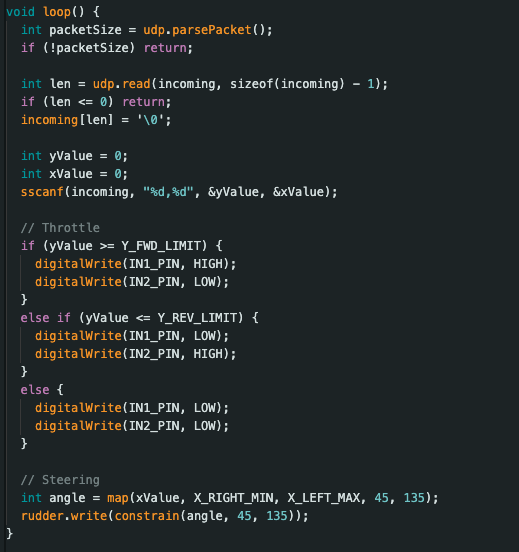 void loop() {
  int packetSize = udp.parsePacket();
  if (!packetSize) return;

  int len = udp.read(incoming, sizeof(incoming) - 1);
  if (len <= 0) return;
  incoming[len] = '\0';

  int yValue = 0;
  int xValue = 0;
  sscanf(incoming, "%d,%d", &yValue, &xValue);

  // Throttle
  if (yValue >= Y_FWD_LIMIT) {
    digitalWrite(IN1_PIN, HIGH);
    digitalWrite(IN2_PIN, LOW);
  }
  else if (yValue <= Y_REV_LIMIT) {
    digitalWrite(IN1_PIN, LOW);
    digitalWrite(IN2_PIN, HIGH);
  }
  else {
    digitalWrite(IN1_PIN, LOW);
    digitalWrite(IN2_PIN, LOW);
  }

  // Steering
  int angle = map(xValue, X_RIGHT_MIN, X_LEFT_MAX, 45, 135);
  rudder.write(constrain(angle, 45, 135));
}